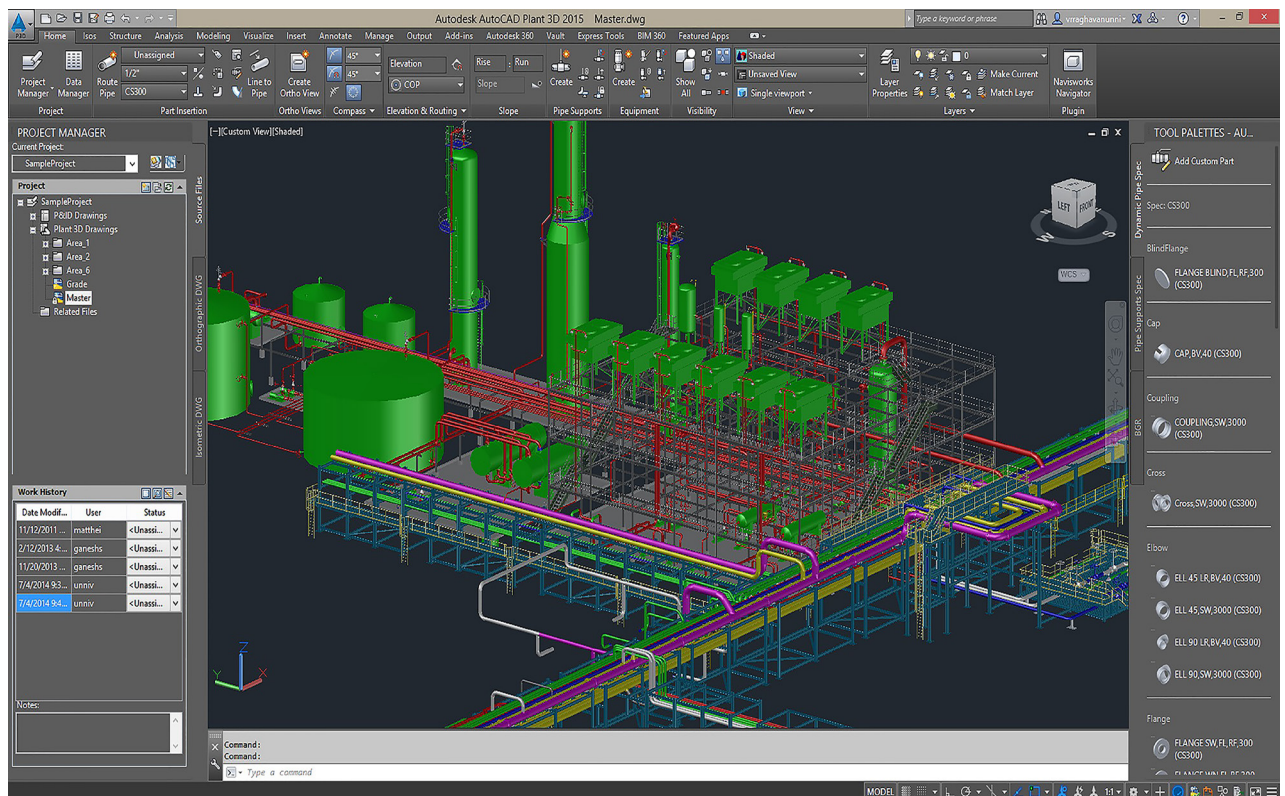 Autodesk AutoCAD Plant 3D 2015 Master.dwg
Type a keyword or phrase
vrraghavanunni
P3D
Home Isos Structure Analysis Modeling Visualize Insert Annotate Manage Output Add-ins Autodesk 360 Vault Express Tools BIM 360 Featured Apps
Project Manager
Data Manager
Route Pipe
Unassigned
1/2"
CS300
Line to Pipe
Create Ortho View
45°
45°
Elevation
COP
Rise : Run
Slope
Create
Create
Show All
Shaded
Unsaved View
Single viewport
Layer Properties
0
Make Current
Match Layer
Navisworks Navigator
Project Part Insertion Ortho Views Compass Elevation & Routing Slope Pipe Supports Equipment Visibility View Layers Plugin
PROJECT MANAGER
Current Project:
SampleProject
Project
SampleProject
P&ID Drawings
Plant 3D Drawings
Area_1
Area_2
Area_6
Grade
Master
Related Files
Source Files
Orthographic DWG
Isometric DWG
Work History
Date Modif... User Status
11/12/2011 ... matthei <Unassi...
2/12/2013 4:... ganeshs <Unassi...
11/20/2013 ... ganeshs <Unassi...
7/4/2014 9:3... unniv <Unassi...
7/4/2014 9:4... unniv <Unassi...
Notes:
[−][Custom View][Shaded]
LEFT FRONT
W S
WCS
Z
Y X
Command:
Command:
Type a command
TOOL PALETTES - AU...
Dynamic Pipe Spec
Pipe Supports Spec
BGR
Add Custom Part
Spec: CS300
BlindFlange
FLANGE BLIND,FL,RF,300
(CS300)
Cap
CAP,BV,40 (CS300)
Coupling
COUPLING,SW,3000
(CS300)
Cross
Cross,SW,3000 (CS300)
Elbow
ELL 45 LR,BV,40 (CS300)
ELL 45,SW,3000 (CS300)
ELL 90 LR,BV,40 (CS300)
ELL 90,SW,3000 (CS300)
Flange
FLANGE SW,FL,RF,300
(CS300)
MODEL 1:1